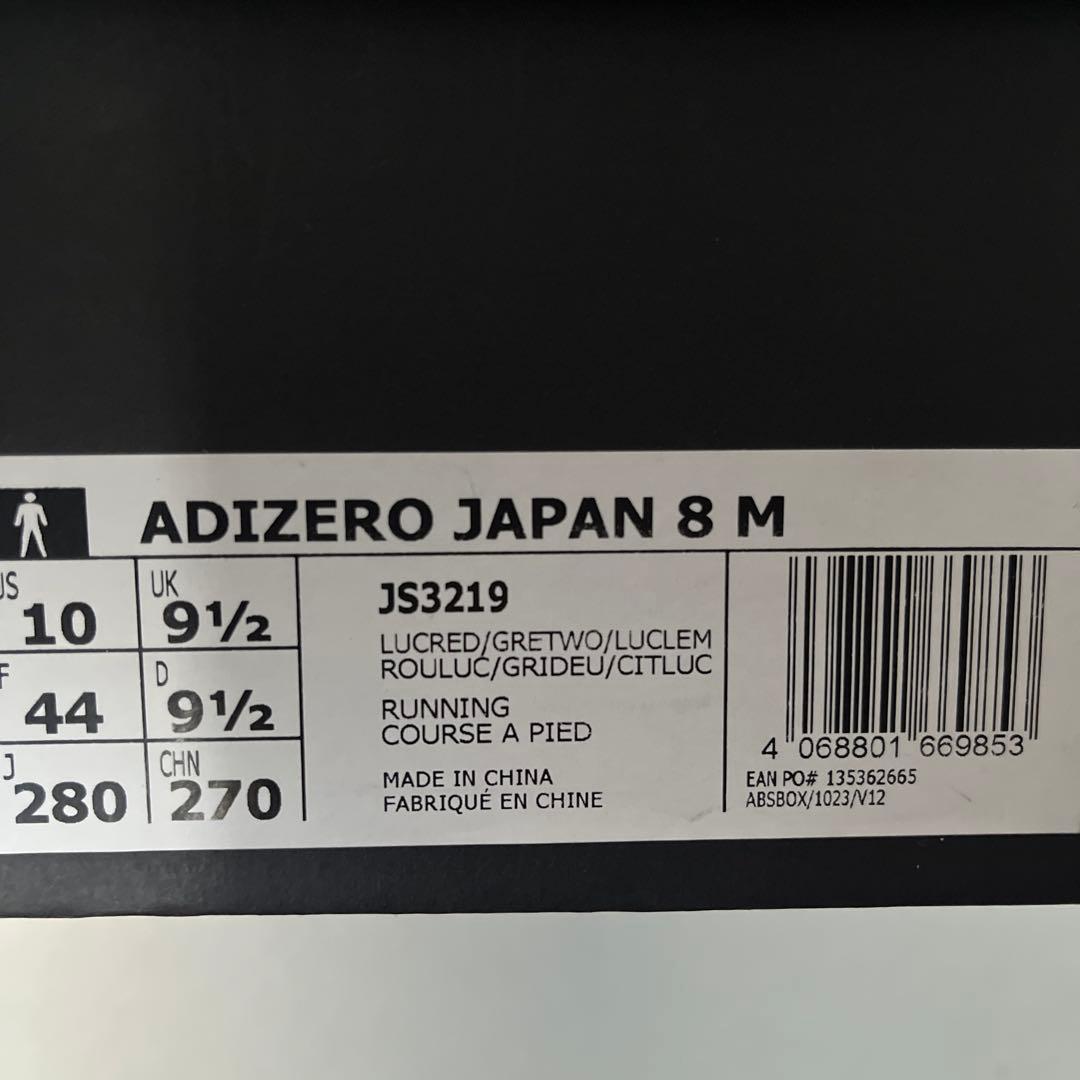 ADIZERO JAPAN 8 M
US 10 UK 9½
F 44 D 9½
J 280 CHN 270
JS3219
LUCRED/GRETWO/LUCLEM
ROULUC/GRIDEU/CITLUC
RUNNING
COURSE A PIED
MADE IN CHINA
FABRIQUÉ EN CHINE
4 068801 669853
EAN PO# 135362665
ABSBOX/1023/V12